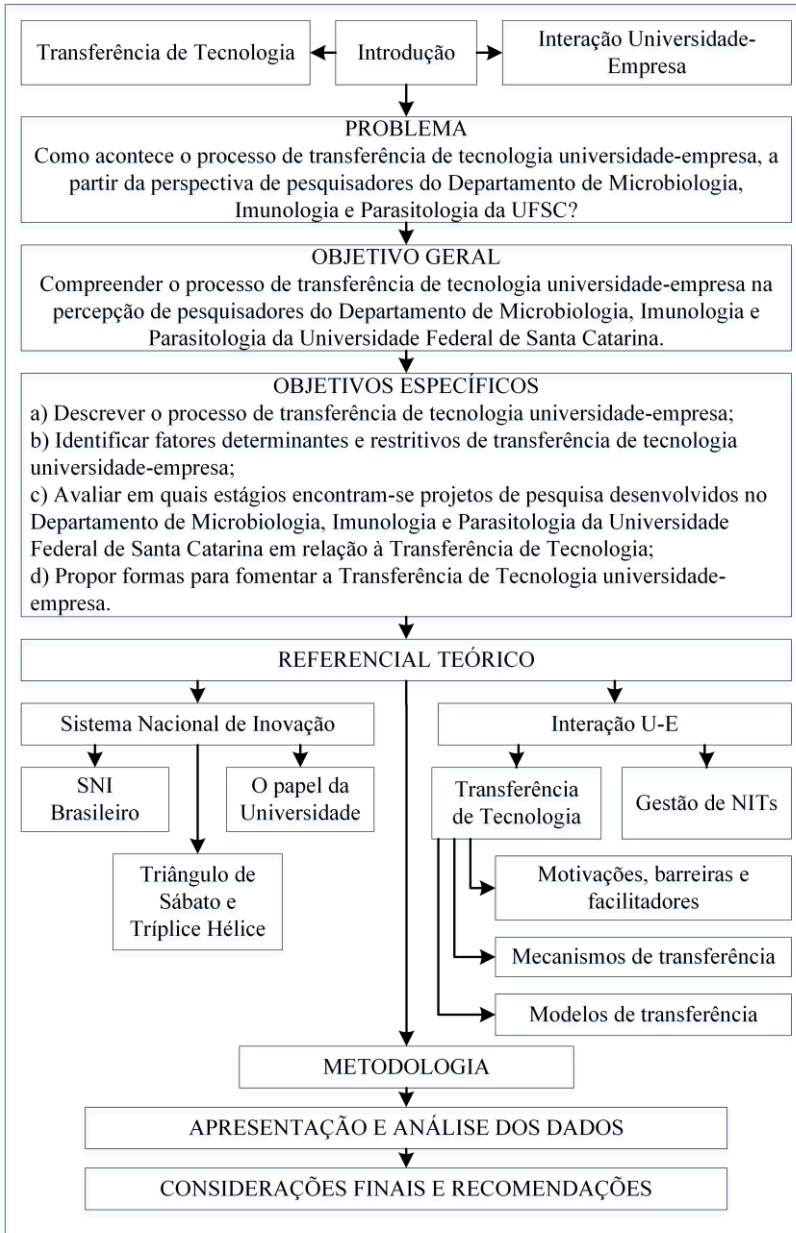 Transferência de Tecnologia
Introdução
Interação Universidade-
Empresa
PROBLEMA
Como acontece o processo de transferência de tecnologia universidade-empresa, a
partir da perspectiva de pesquisadores do Departamento de Microbiologia,
Imunologia e Parasitologia da UFSC?
OBJETIVO GERAL
Compreender o processo de transferência de tecnologia universidade-empresa na
percepção de pesquisadores do Departamento de Microbiologia, Imunologia e
Parasitologia da Universidade Federal de Santa Catarina.
OBJETIVOS ESPECÍFICOS
a) Descrever o processo de transferência de tecnologia universidade-empresa;
b) Identificar fatores determinantes e restritivos de transferência de tecnologia
universidade-empresa;
c) Avaliar em quais estágios encontram-se projetos de pesquisa desenvolvidos no
Departamento de Microbiologia, Imunologia e Parasitologia da Universidade
Federal de Santa Catarina em relação à Transferência de Tecnologia;
d) Propor formas para fomentar a Transferência de Tecnologia universidade-
empresa.
REFERENCIAL TEÓRICO
Sistema Nacional de Inovação
SNI
Brasileiro
O papel da
Universidade
Triângulo de
Sábato e
Tríplice Hélice
Interação U-E
Transferência
de Tecnologia
Gestão de NITs
Motivações, barreiras e
facilitadores
Mecanismos de transferência
Modelos de transferência
METODOLOGIA
APRESENTAÇÃO E ANÁLISE DOS DADOS
CONSIDERAÇÕES FINAIS E RECOMENDAÇÕES